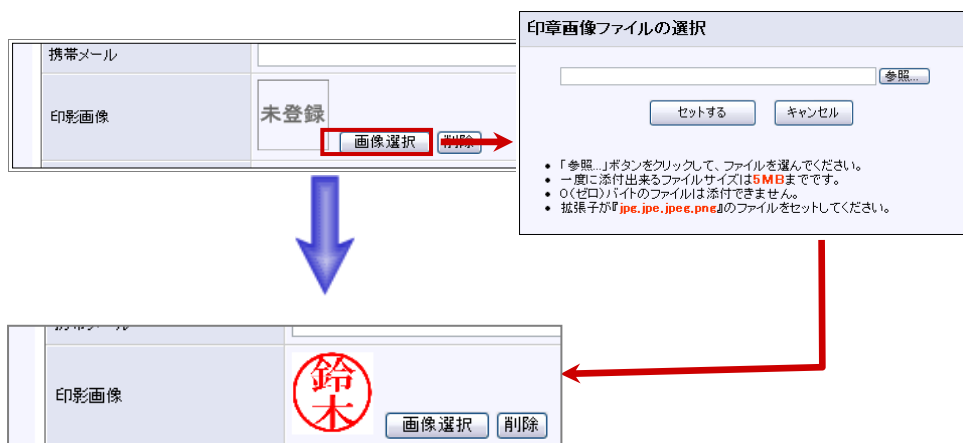 携帯メール
印影画像
未登録
画像選択
削除
印章画像ファイルの選択
参照...
セットする
キャンセル
• 「参照...」ボタンをクリックして、ファイルを選んでください。
• 一度に添付出来るファイルサイズは5MBまでです。
• 0(ゼロ)バイトのファイルは添付できません。
• 拡張子が『jpg,jpe,jpeg,png』のファイルをセットしてください。
印影画像
鈴木
画像選択
削除